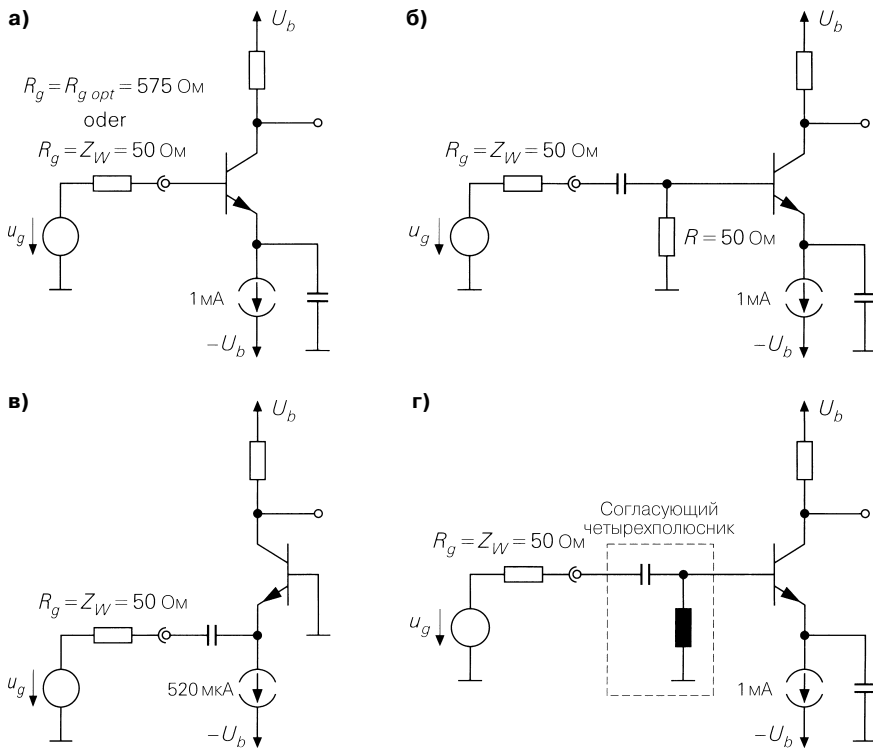 а)
U_b
R_g = R_{g opt} = 575 Ом
oder
R_g = Z_W = 50 Ом
u_g
1 мА
−U_b
б)
U_b
R_g = Z_W = 50 Ом
u_g
R = 50 Ом
1 мА
−U_b
в)
U_b
R_g = Z_W = 50 Ом
u_g
520 мкА
−U_b
г)
U_b
Согласующий
четырехполюсник
R_g = Z_W = 50 Ом
u_g
1 мА
−U_b